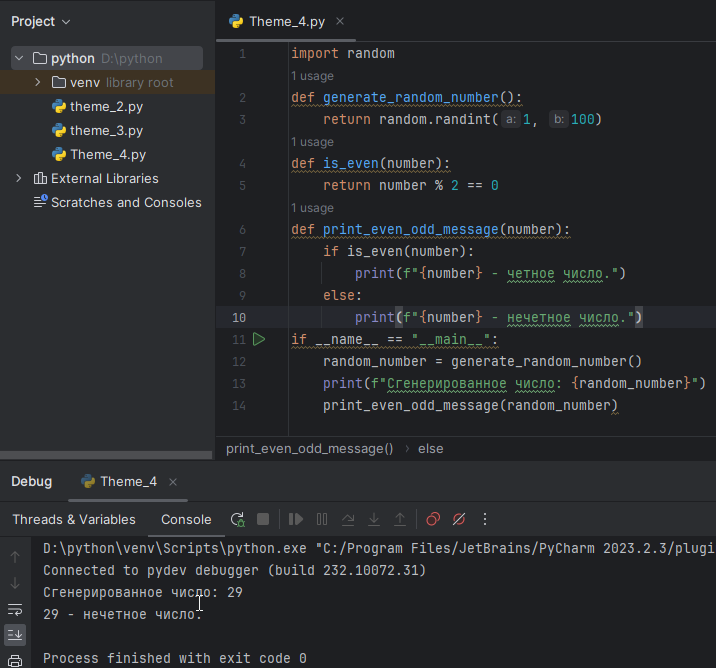 Project
python D:\python
venv library root
theme_2.py
theme_3.py
Theme_4.py
External Libraries
Scratches and Consoles
Theme_4.py
1 import random
1 usage
2 def generate_random_number():
3 return random.randint( a: 1, b: 100)
1 usage
4 def is_even(number):
5 return number % 2 == 0
1 usage
6 def print_even_odd_message(number):
7 if is_even(number):
8 print(f"{number} - четное число.")
9 else:
10 print(f"{number} - нечетное число.")
11 if __name__ == "__main__":
12 random_number = generate_random_number()
13 print(f"Сгенерированное число: {random_number}")
14 print_even_odd_message(random_number)
print_even_odd_message() › else
Debug Theme_4
Threads & Variables Console
D:\python\venv\Scripts\python.exe "C:/Program Files/JetBrains/PyCharm 2023.2.3/plugi
Connected to pydev debugger (build 232.10072.31)
Сгенерированное число: 29
29 - нечетное число.
Process finished with exit code 0